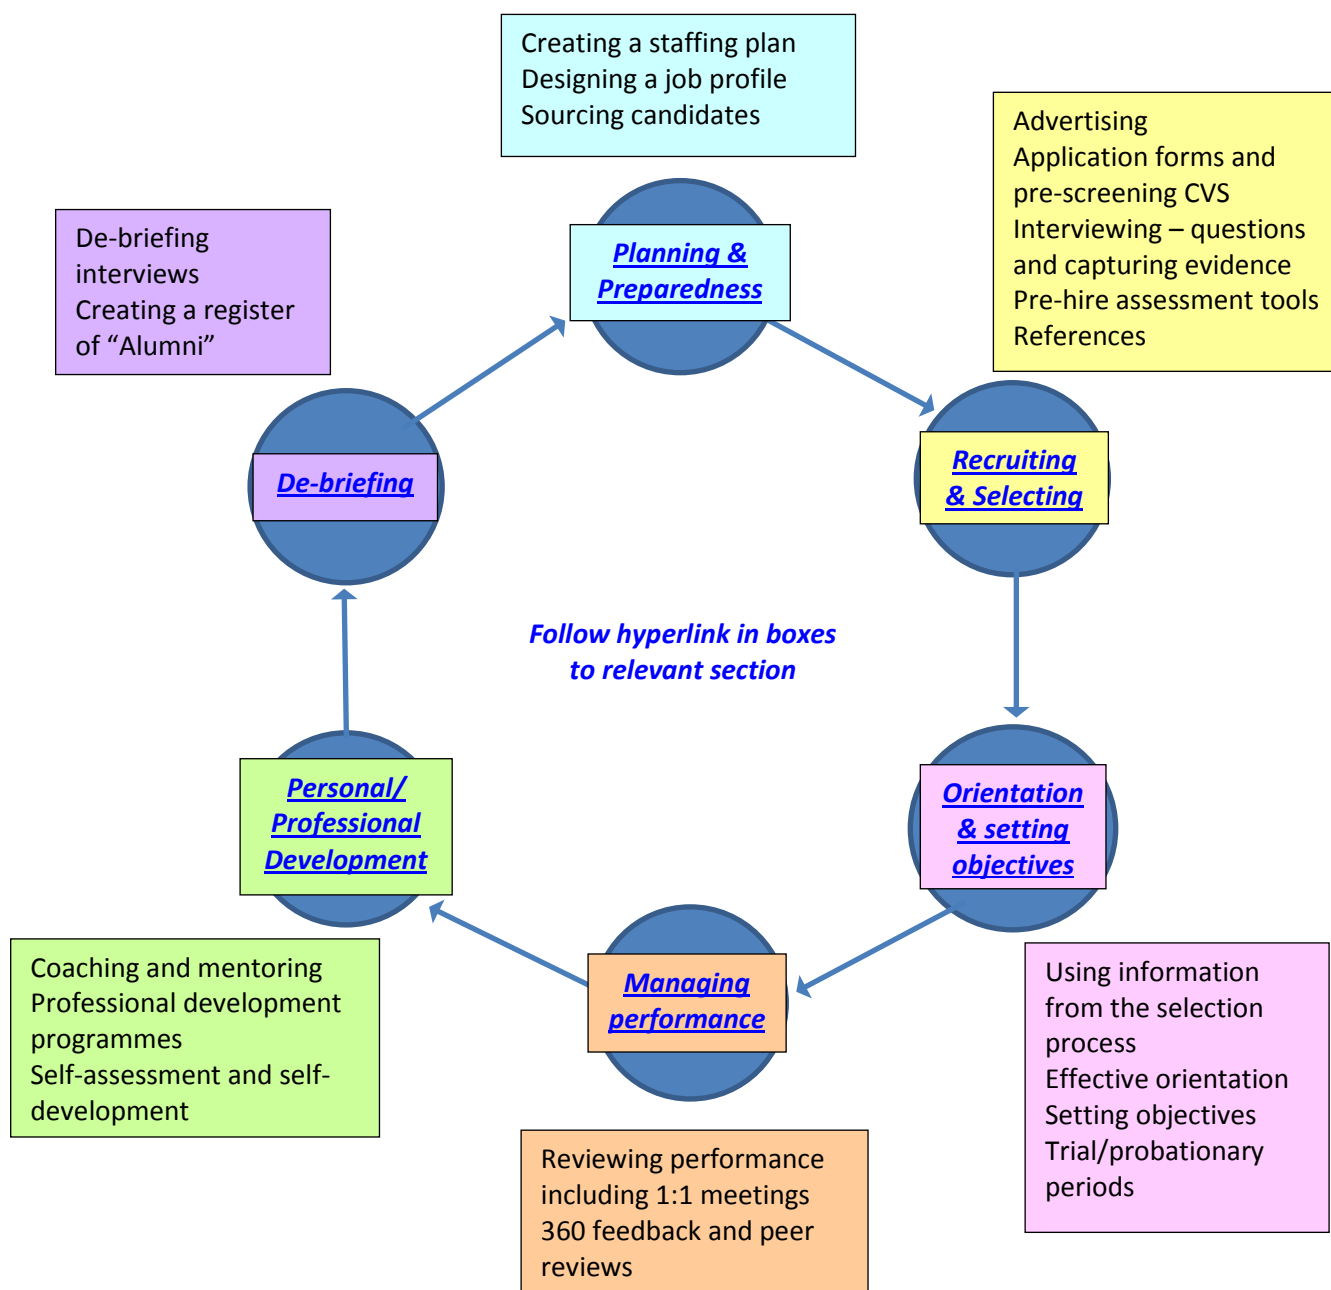 Creating a staffing plan
Designing a job profile
Sourcing candidates
Advertising
Application forms and
pre-screening CVS
Interviewing – questions
and capturing evidence
Pre-hire assessment tools
References
De-briefing
interviews
Creating a register
of “Alumni”
Planning &
Preparedness
De-briefing
Recruiting
& Selecting
Follow hyperlink in boxes
to relevant section
Personal/
Professional
Development
Orientation
& setting
objectives
Managing
performance
Coaching and mentoring
Professional development
programmes
Self-assessment and self-
development
Using information
from the selection
process
Effective orientation
Setting objectives
Trial/probationary
periods
Reviewing performance
including 1:1 meetings
360 feedback and peer
reviews